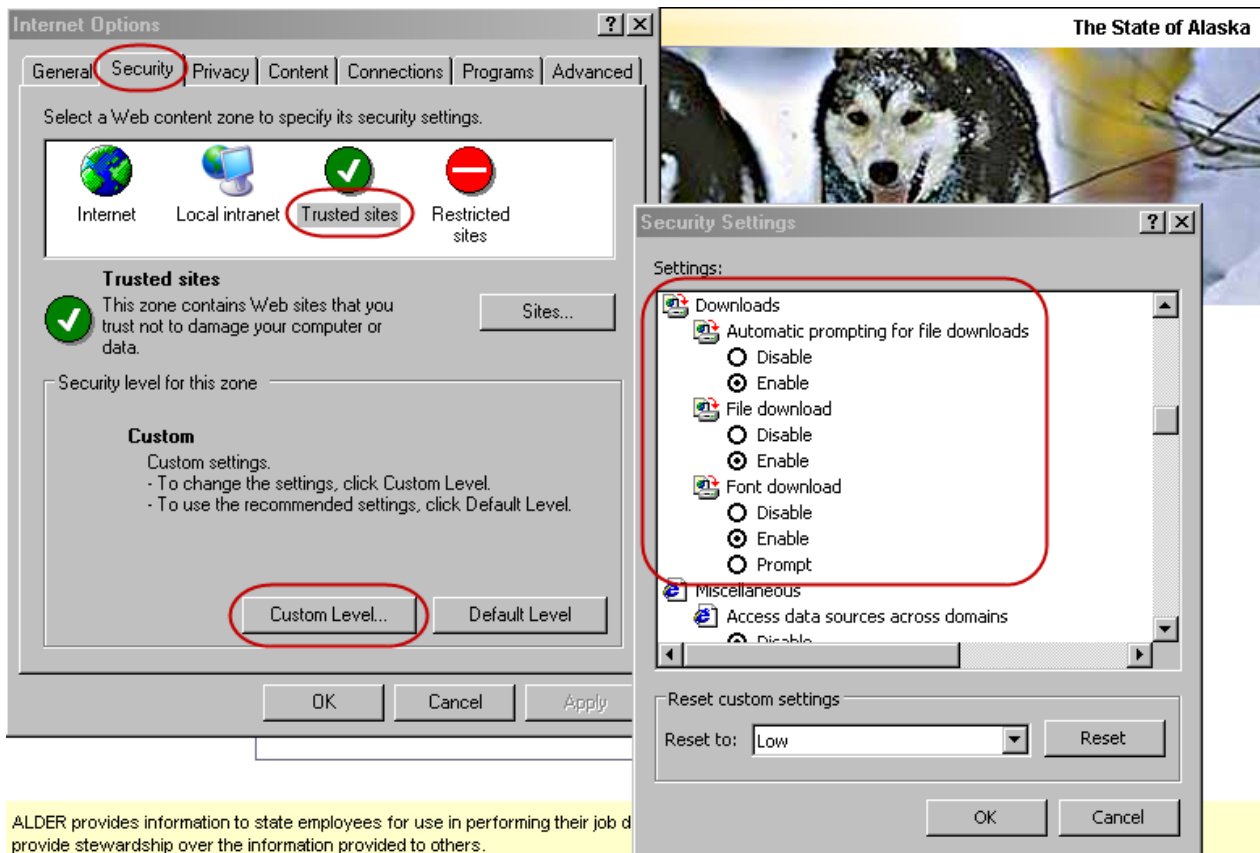 Internet Options
General Security Privacy Content Connections Programs Advanced
Select a Web content zone to specify its security settings.
Internet Local intranet Trusted sites Restricted
sites
Trusted sites
This zone contains Web sites that you
trust not to damage your computer or
data.
Sites...
Security level for this zone
Custom
Custom settings.
- To change the settings, click Custom Level.
- To use the recommended settings, click Default Level.
Custom Level... Default Level
OK Cancel Apply
The State of Alaska
Security Settings
Settings:
Downloads
Automatic prompting for file downloads
Disable
Enable
File download
Disable
Enable
Font download
Disable
Enable
Prompt
Miscellaneous
Access data sources across domains
Disable
Reset custom settings
Reset to: Low Reset
OK Cancel
ALDER provides information to state employees for use in performing their job d
provide stewardship over the information provided to others.